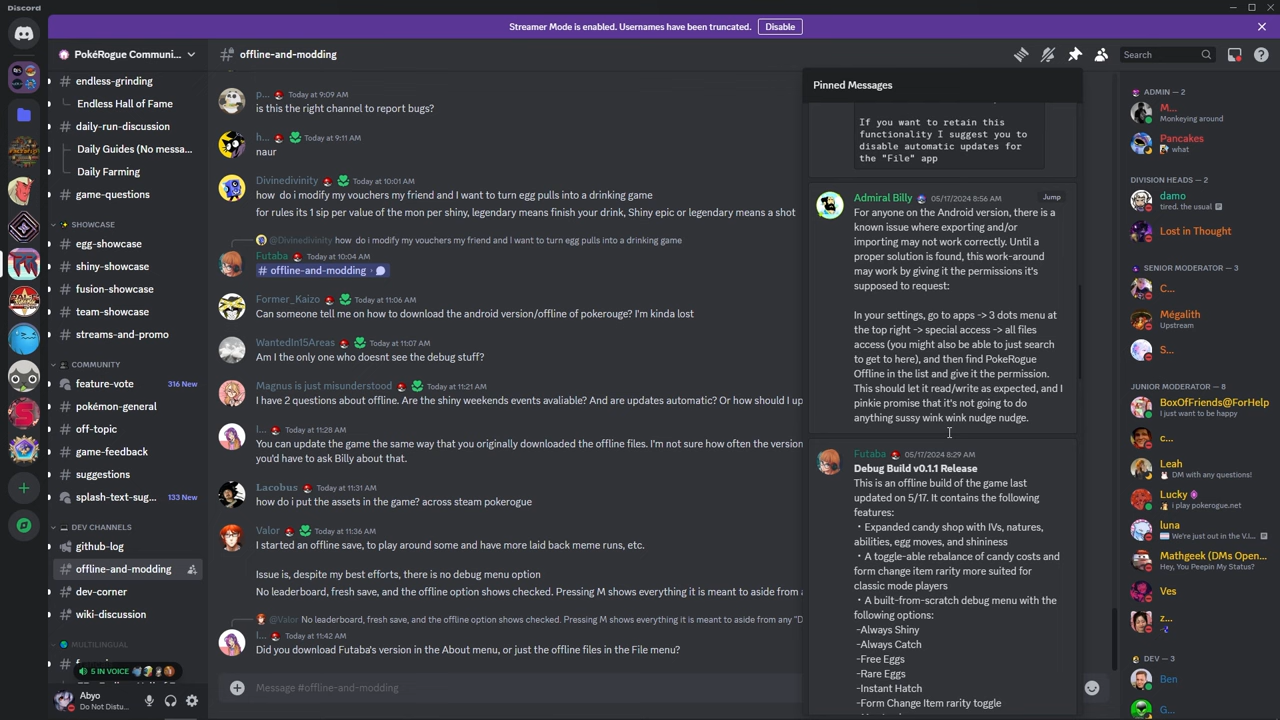 Discord
Streamer Mode is enabled. Usernames have been truncated.
Disable
PokéRogue Communi...
endless-grinding
Endless Hall of Fame
daily-run-discussion
Daily Guides (No messa...
Daily Farming
game-questions
SHOWCASE
egg-showcase
shiny-showcase
fusion-showcase
team-showcase
streams-and-promo
COMMUNITY
feature-vote
316 New
pokémon-general
off-topic
game-feedback
suggestions
splash-text-sug...
133 New
DEV CHANNELS
github-log
offline-and-modding
dev-corner
wiki-discussion
MULTILINGUAL
5 IN VOICE
Abyo
Do Not Distu...
# offline-and-modding
p... Today at 9:09 AM
is this the right channel to report bugs?
h... Today at 9:11 AM
naur
Divinedivinity Today at 10:01 AM
how do i modify my vouchers my friend and I want to turn egg pulls into a drinking game
for rules its 1 sip per value of the mon per shiny, legendary means finish your drink, Shiny epic or legendary means a shot
@Divinedivinity how do i modify my vouchers my friend and I want to turn egg pulls into a drinking game
Futaba Today at 10:04 AM
# offline-and-modding
Former_Kaizo Today at 11:06 AM
Can someone tell me on how to download the android version/offline of pokerouge? I'm kinda lost
WantedIn15Areas Today at 11:07 AM
Am I the only one who doesnt see the debug stuff?
Magnus is just misunderstood Today at 11:21 AM
I have 2 questions about offline. Are the shiny weekends events avaliable? And are updates automatic? Or how should I up
I... Today at 11:28 AM
You can update the game the same way that you originally downloaded the offline files. I'm not sure how often the version
you'd have to ask Billy about that.
Lacobus Today at 11:31 AM
how do i put the assets in the game? across steam pokerogue
Valor Today at 11:36 AM
I started an offline save, to play around some and have more laid back meme runs, etc.
Issue is, despite my best efforts, there is no debug menu option
No leaderboard, fresh save, and the offline option shows checked. Pressing M shows everything it is meant to aside from a
@Valor No leaderboard, fresh save, and the offline option shows checked. Pressing M shows everything it is meant to aside from any "D
I... Today at 11:42 AM
Did you download Futaba's version in the About menu, or just the offline files in the File menu?
Message #offline-and-modding
Search
Pinned Messages
If you want to retain this
functionality I suggest you to
disable automatic updates for
the "File" app
Admiral Billy 05/17/2024 8:56 AM
Jump
For anyone on the Android version, there is a
known issue where exporting and/or
importing may not work correctly. Until a
proper solution is found, this work-around
may work by giving it the permissions it's
supposed to request:
In your settings, go to apps -> 3 dots menu at
the top right -> special access -> all files
access (you might also be able to just search
to get to here), and then find PokeRogue
Offline in the list and give it the permission.
This should let it read/write as expected, and I
pinkie promise that it's not going to do
anything sussy wink wink nudge nudge.
Futaba 05/17/2024 8:29 AM
Debug Build v0.1.1 Release
This is an offline build of the game last
updated on 5/17. It contains the following
features:
・Expanded candy shop with IVs, natures,
abilities, egg moves, and shininess
・A toggle-able rebalance of candy costs and
form change item rarity more suited for
classic mode players
・A built-from-scratch debug menu with the
following options:
-Always Shiny
-Always Catch
-Free Eggs
-Rare Eggs
-Instant Hatch
-Form Change Item rarity toggle
ADMIN — 2
M...
Monkeying around
Pancakes
what
DIVISION HEADS — 2
damo
tired. the usual
Lost in Thought
SENIOR MODERATOR — 3
C...
Mégalith
Upstream
S...
JUNIOR MODERATOR — 8
BoxOfFriends@ForHelp
I just want to be happy
c...
Leah
DM with any questions!
Lucky
I play pokerogue.net
luna
We're just out in the V.I...
Mathgeek (DMs Open...
Hey, You Peepin My Status?
Ves
z...
DEV — 3
Ben
G...